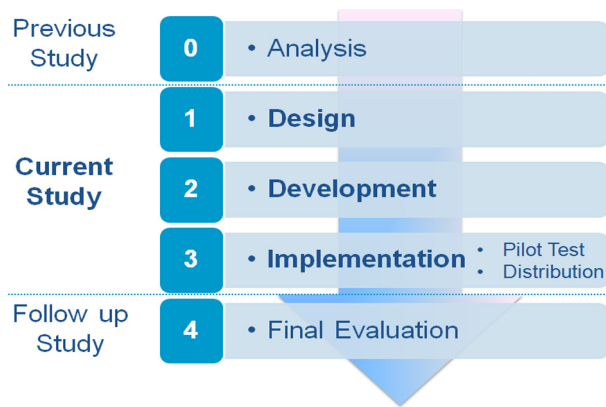 Previous
Study
0
• Analysis
1
• Design
Current
Study
2
• Development
3
• Implementation
• Pilot Test
• Distribution
Follow up
Study
4
• Final Evaluation